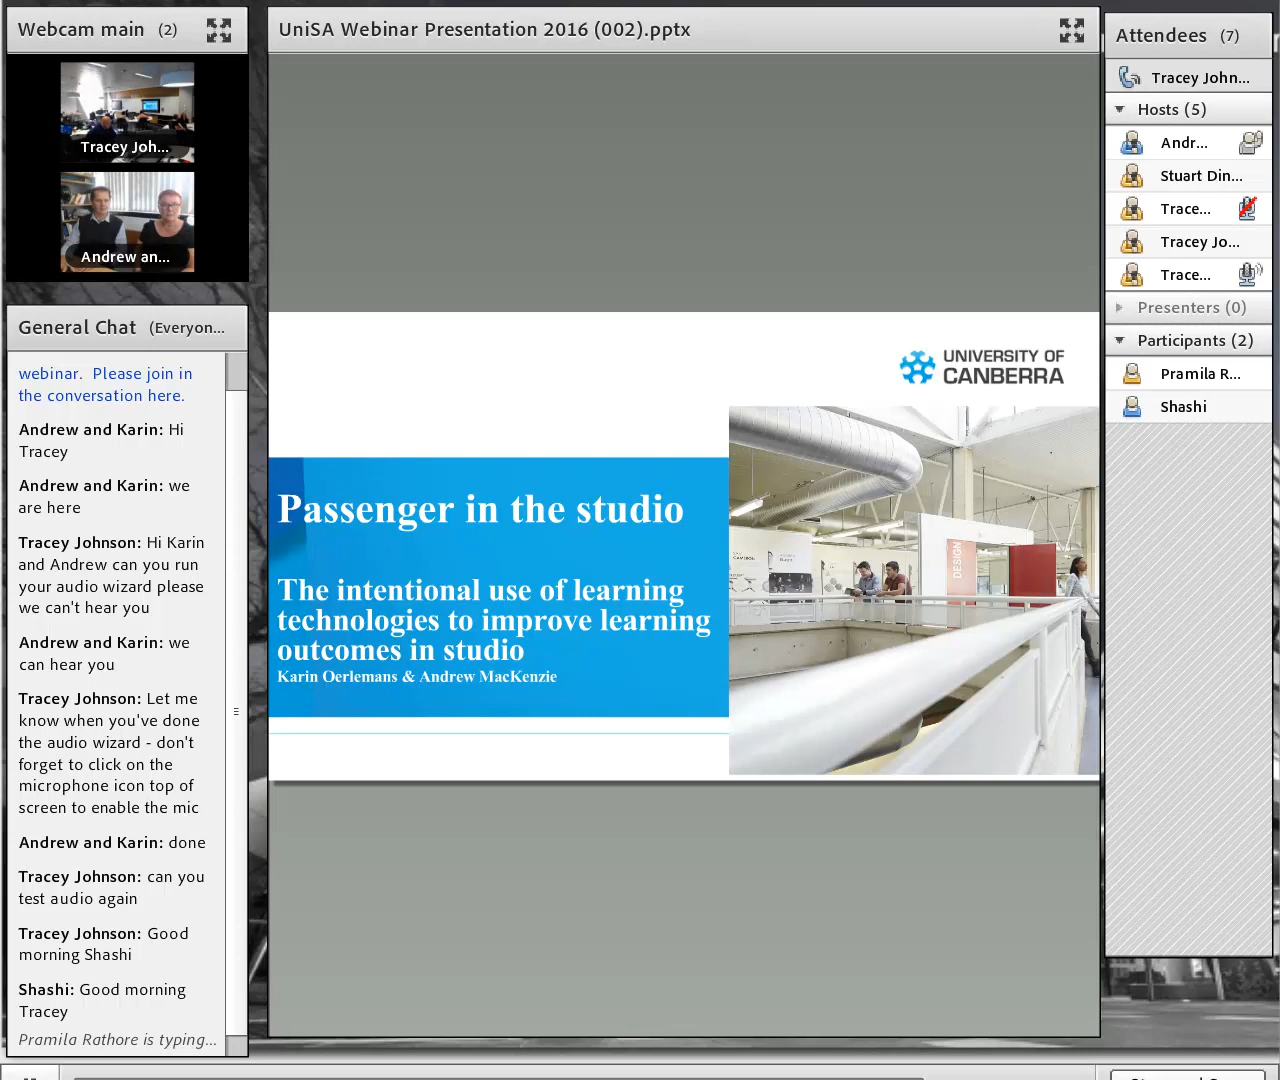 Webcam main (2)
Tracey Joh...
Andrew an...
General Chat (Everyon...
webinar. Please join in
the conversation here.
Andrew and Karin: Hi
Tracey
Andrew and Karin: we
are here
Tracey Johnson: Hi Karin
and Andrew can you run
your audio wizard please
we can't hear you
Andrew and Karin: we
can hear you
Tracey Johnson: Let me
know when you've done
the audio wizard - don't
forget to click on the
microphone icon top of
screen to enable the mic
Andrew and Karin: done
Tracey Johnson: can you
test audio again
Tracey Johnson: Good
morning Shashi
Shashi: Good morning
Tracey
Pramila Rathore is typing...
UniSA Webinar Presentation 2016 (002).pptx
UNIVERSITY OF
CANBERRA
Passenger in the studio
The intentional use of learning
technologies to improve learning
outcomes in studio
Karin Oerlemans & Andrew MacKenzie
DESIGN
Attendees (7)
Tracey John...
Hosts (5)
Andr...
Stuart Din...
Trace...
Tracey Jo...
Trace...
Presenters (0)
Participants (2)
Pramila R...
Shashi